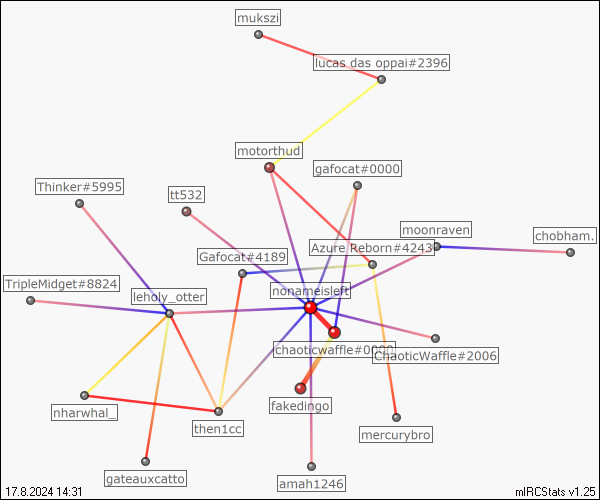 mukszi
lucas das oppai#2396
motorthud
gafocat#0000
Thinker#5995
tt532
moonraven
chobham.
Azure Reborn#4243
Gafocat#4189
TripleMidget#8824
leholy_otter
nonameisleft
chaoticwaffle#0000
ChaoticWaffle#2006
fakedingo
nharwhal_
then1cc
mercurybro
gateauxcatto
amah1246
17.8.2024 14:31
mIRCStats v1.25